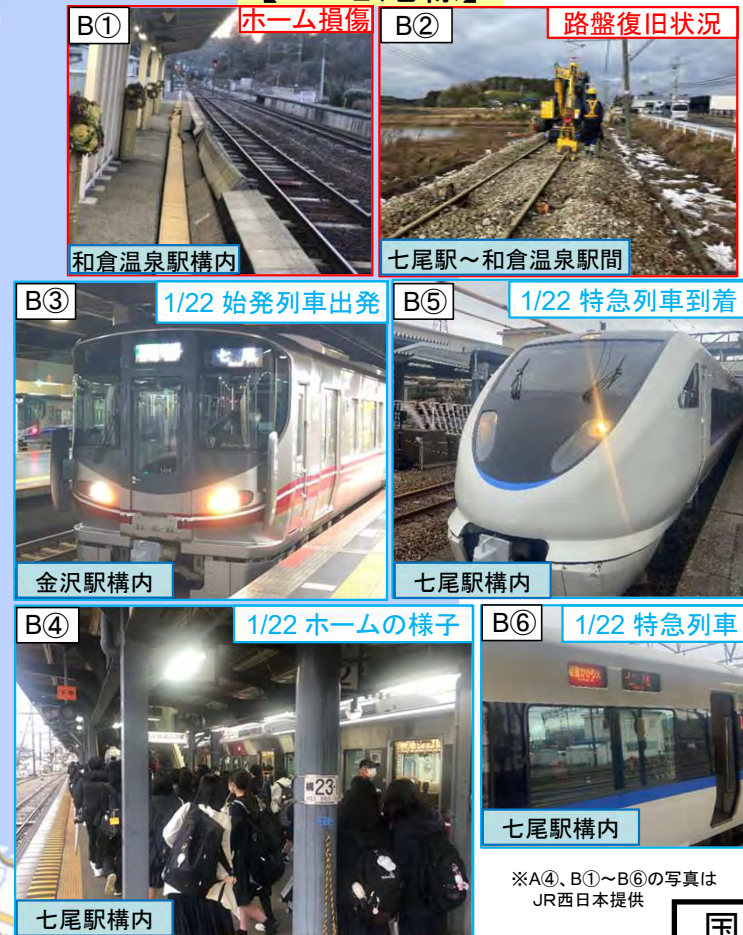 B①
ホーム損傷
和倉温泉駅構内
B②
路盤復旧状況
七尾駅～和倉温泉駅間
B③
1/22 始発列車出発
金沢駅構内
B⑤
1/22 特急列車到着
七尾駅構内
B④
1/22 ホームの様子
23
七尾駅構内
B⑥
1/22 特急列車
七尾駅構内
※A④、B①～B⑥の写真は
JR西日本提供
国